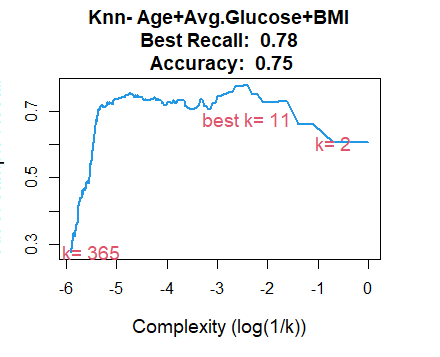 Knn- Age+Avg.Glucose+BMI
Best Recall:  0.78
Accuracy:  0.75
0.7
best k= 11
k= 2
0.5
0.3
k= 365
-6 -5 -4 -3 -2 -1 0
Complexity (log(1/k))